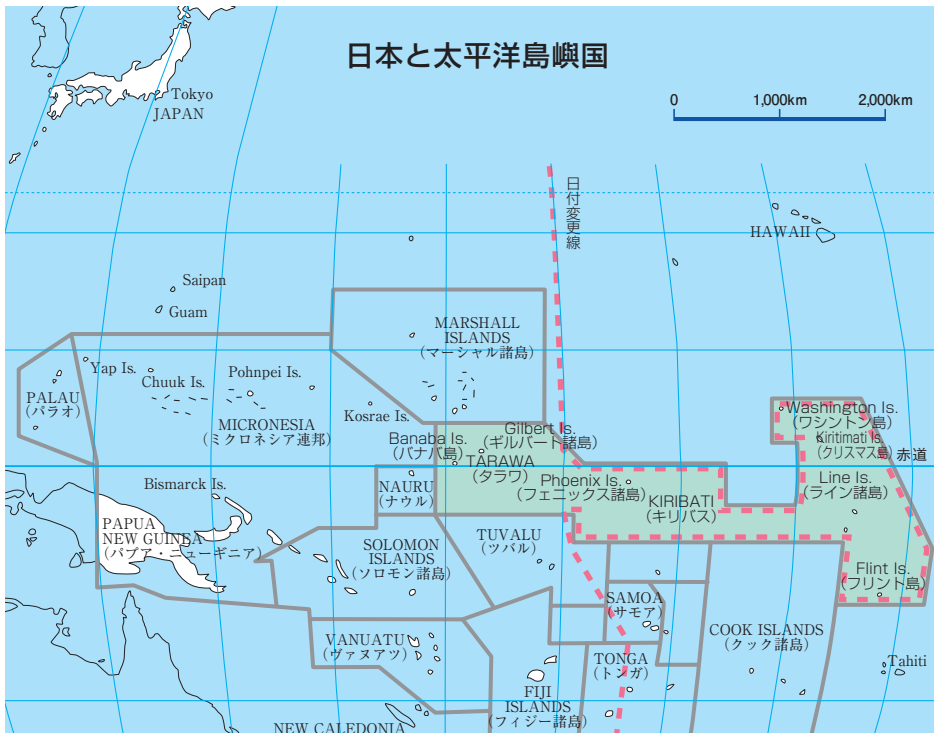 日本と太平洋島嶼国
Tokyo
JAPAN
0
1,000km
2,000km
日付変更線
HAWAII
Saipan
Guam
MARSHALL
ISLANDS
（マーシャル諸島）
Yap Is.
Chuuk Is.
Pohnpei Is.
PALAU
（パラオ）
MICRONESIA
（ミクロネシア連邦）
Kosrae Is.
Banaba Is.
（バナバ島）
Gilbert Is.
（ギルバート諸島）
TARAWA
（タラワ）
Washington Is.
（ワシントン島）
Kiritimati Is.
（クリスマス島）
赤道
Bismarck Is.
NAURU
（ナウル）
Phoenix Is.
（フェニックス諸島）
KIRIBATI
（キリバス）
Line Is.
（ライン諸島）
PAPUA
NEW GUINEA
（パプア・ニューギニア）
SOLOMON
ISLANDS
（ソロモン諸島）
TUVALU
（ツバル）
Flint Is.
（フリント島）
SAMOA
（サモア）
VANUATU
（ヴァヌアツ）
COOK ISLANDS
（クック諸島）
TONGA
（トンガ）
Tahiti
FIJI
ISLANDS
（フィジー諸島）
NEW CALEDONIA